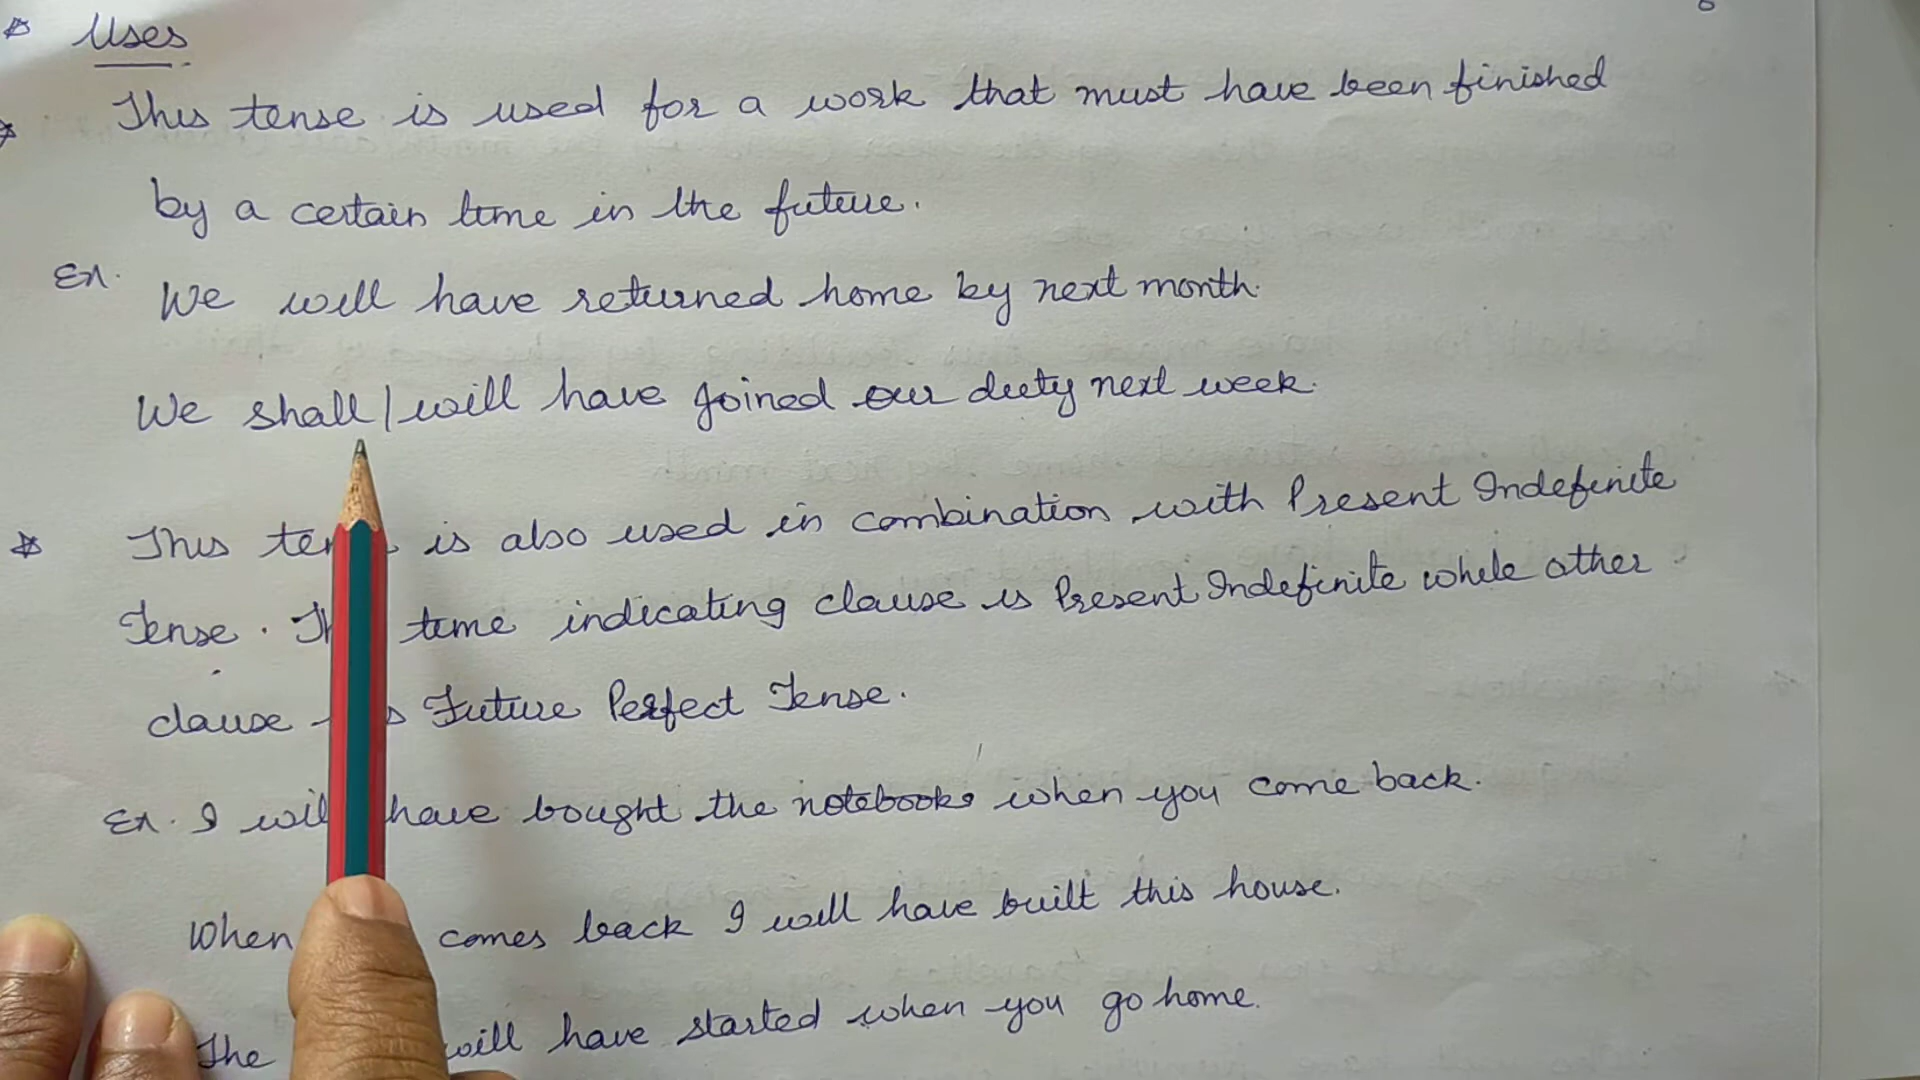 Uses
This tense is used for a work that must have been finished
by a certain time in the future.
Ex. We will have returned home by next month.
We shall/will have joined our duty next week.
This is also used in combination with Present Indefinite
Tense. time indicating clause is Present Indefinite while other
clause Future Perfect Tense.
Ex. I have bought the notebooks when you come back.
When comes back I will have built this house.
The will have started when you go home.